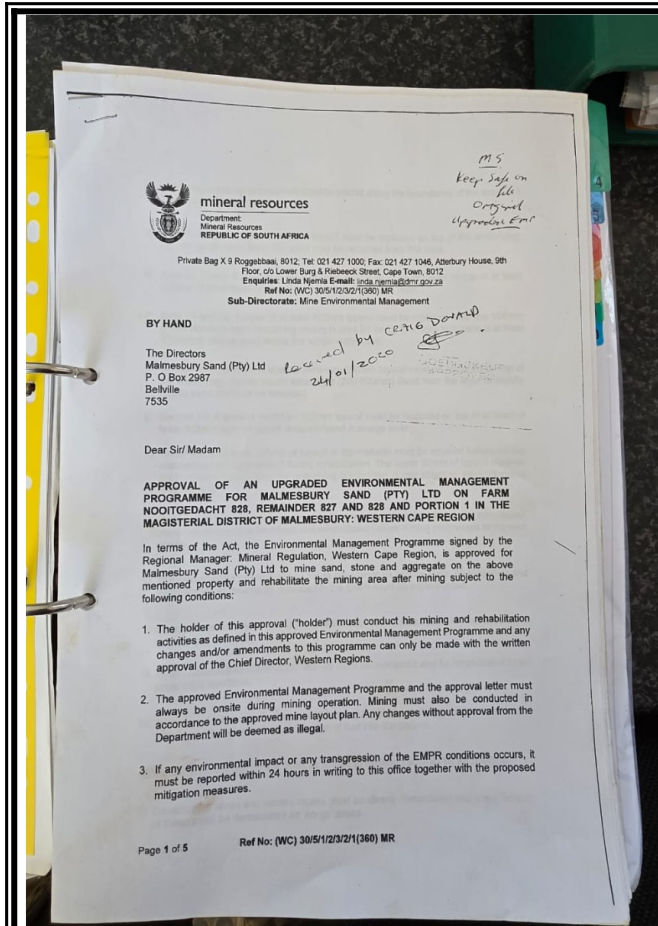 MS
Keep Safe on
file
Original
Upgraded EMP
mineral resources
Department:
Mineral Resources
REPUBLIC OF SOUTH AFRICA
Private Bag X 9 Roggebbaai, 8012; Tel: 021 427 1000; Fax: 021 427 1046, Atterbury House, 9th
Floor, c/o Lower Burg & Riebeeck Street, Cape Town, 8012
Enquiries: Linda Njemla E-mail: linda.njemla@dmr.gov.za
Ref No: (WC) 30/5/1/2/3/2/1(360) MR
Sub-Directorate: Mine Environmental Management
BY HAND
Received by CRAIG DONALD
24/01/2020
The Directors
Malmesbury Sand (Pty) Ltd
P. O Box 2987
Bellville
7535
Dear Sir/ Madam
APPROVAL OF AN UPGRADED ENVIRONMENTAL MANAGEMENT
PROGRAMME FOR MALMESBURY SAND (PTY) LTD ON FARM
NOOITGEDACHT 828, REMAINDER 827 AND 828 AND PORTION 1 IN THE
MAGISTERIAL DISTRICT OF MALMESBURY: WESTERN CAPE REGION
In terms of the Act, the Environmental Management Programme signed by the
Regional Manager: Mineral Regulation, Western Cape Region, is approved for
Malmesbury Sand (Pty) Ltd to mine sand, stone and aggregate on the above
mentioned property and rehabilitate the mining area after mining subject to the
following conditions:
1. The holder of this approval ("holder") must conduct his mining and rehabilitation
activities as defined in this approved Environmental Management Programme and any
changes and/or amendments to this programme can only be made with the written
approval of the Chief Director, Western Regions.
2. The approved Environmental Management Programme and the approval letter must
always be onsite during mining operation. Mining must also be conducted in
accordance to the approved mine layout plan. Any changes without approval from the
Department will be deemed as illegal.
3. If any environmental impact or any transgression of the EMPR conditions occurs, it
must be reported within 24 hours in writing to this office together with the proposed
mitigation measures.
Page 1 of 5
Ref No: (WC) 30/5/1/2/3/2/1(360) MR
4